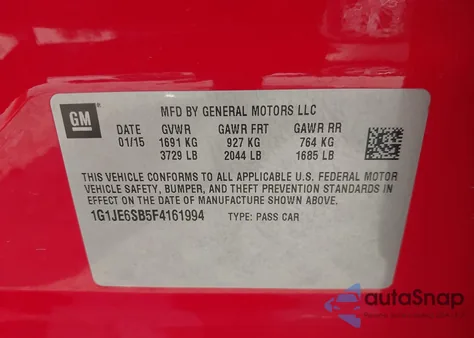 GM
MFD BY GENERAL MOTORS LLC
DATE GVWR GAWR FRT GAWR RR
01/15 1691 KG 927 KG 764 KG
3729 LB 2044 LB 1685 LB
THIS VEHICLE CONFORMS TO ALL APPLICABLE U.S. FEDERAL MOTOR
VEHICLE SAFETY, BUMPER, AND THEFT PREVENTION STANDARDS IN
EFFECT ON THE DATE OF MANUFACTURE SHOWN ABOVE.
1G1JE6SB5F4161994 TYPE: PASS CAR
autoSnap